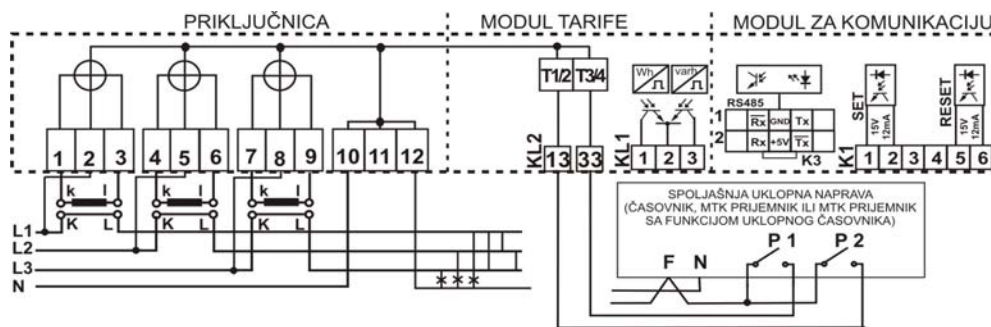 PRIKLJUČNICA
MODUL TARIFE
MODUL ZA KOMUNIKACIJU
T1/2 T3/4
Wh varh
RS485
1 Rx GND Tx
2 Rx +5V Tx
K3
SET
15V 12mA
RESET
15V 12mA
1 2 3 4 5 6 7 8 9 10 11 12
KL2
13 33
KL1
1 2 3
K1
1 2 3 4 5 6
k l k l k l
K L K L K L
L1
L2
L3
N
SPOLJAŠNJA UKLOPNA NAPRAVA
(ČASOVNIK, MTK PRIJEMNIK ILI MTK PRIJEMNIK
SA FUNKCIJOM UKLOPNOG ČASOVNIKA)
F N
P 1 P 2